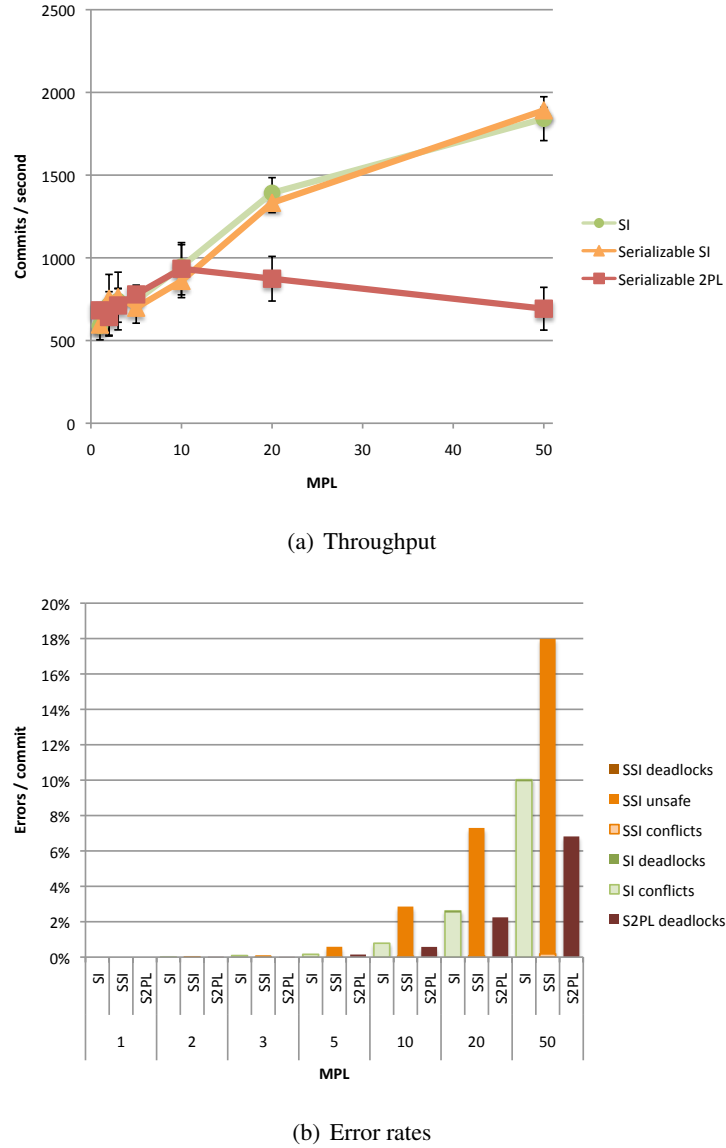 2500
2000
1500
1000
500
0
Commits / second
0 10 20 30 40 50
MPL
SI
Serializable SI
Serializable 2PL
(a) Throughput
20%
18%
16%
14%
12%
10%
8%
6%
4%
2%
0%
Errors / commit
SI SSI S2PL SI SSI S2PL SI SSI S2PL SI SSI S2PL SI SSI S2PL SI SSI S2PL SI SSI S2PL
1 2 3 5 10 20 50
MPL
SSI deadlocks
SSI unsafe
SSI conflicts
SI deadlocks
SI conflicts
S2PL deadlocks
(b) Error rates